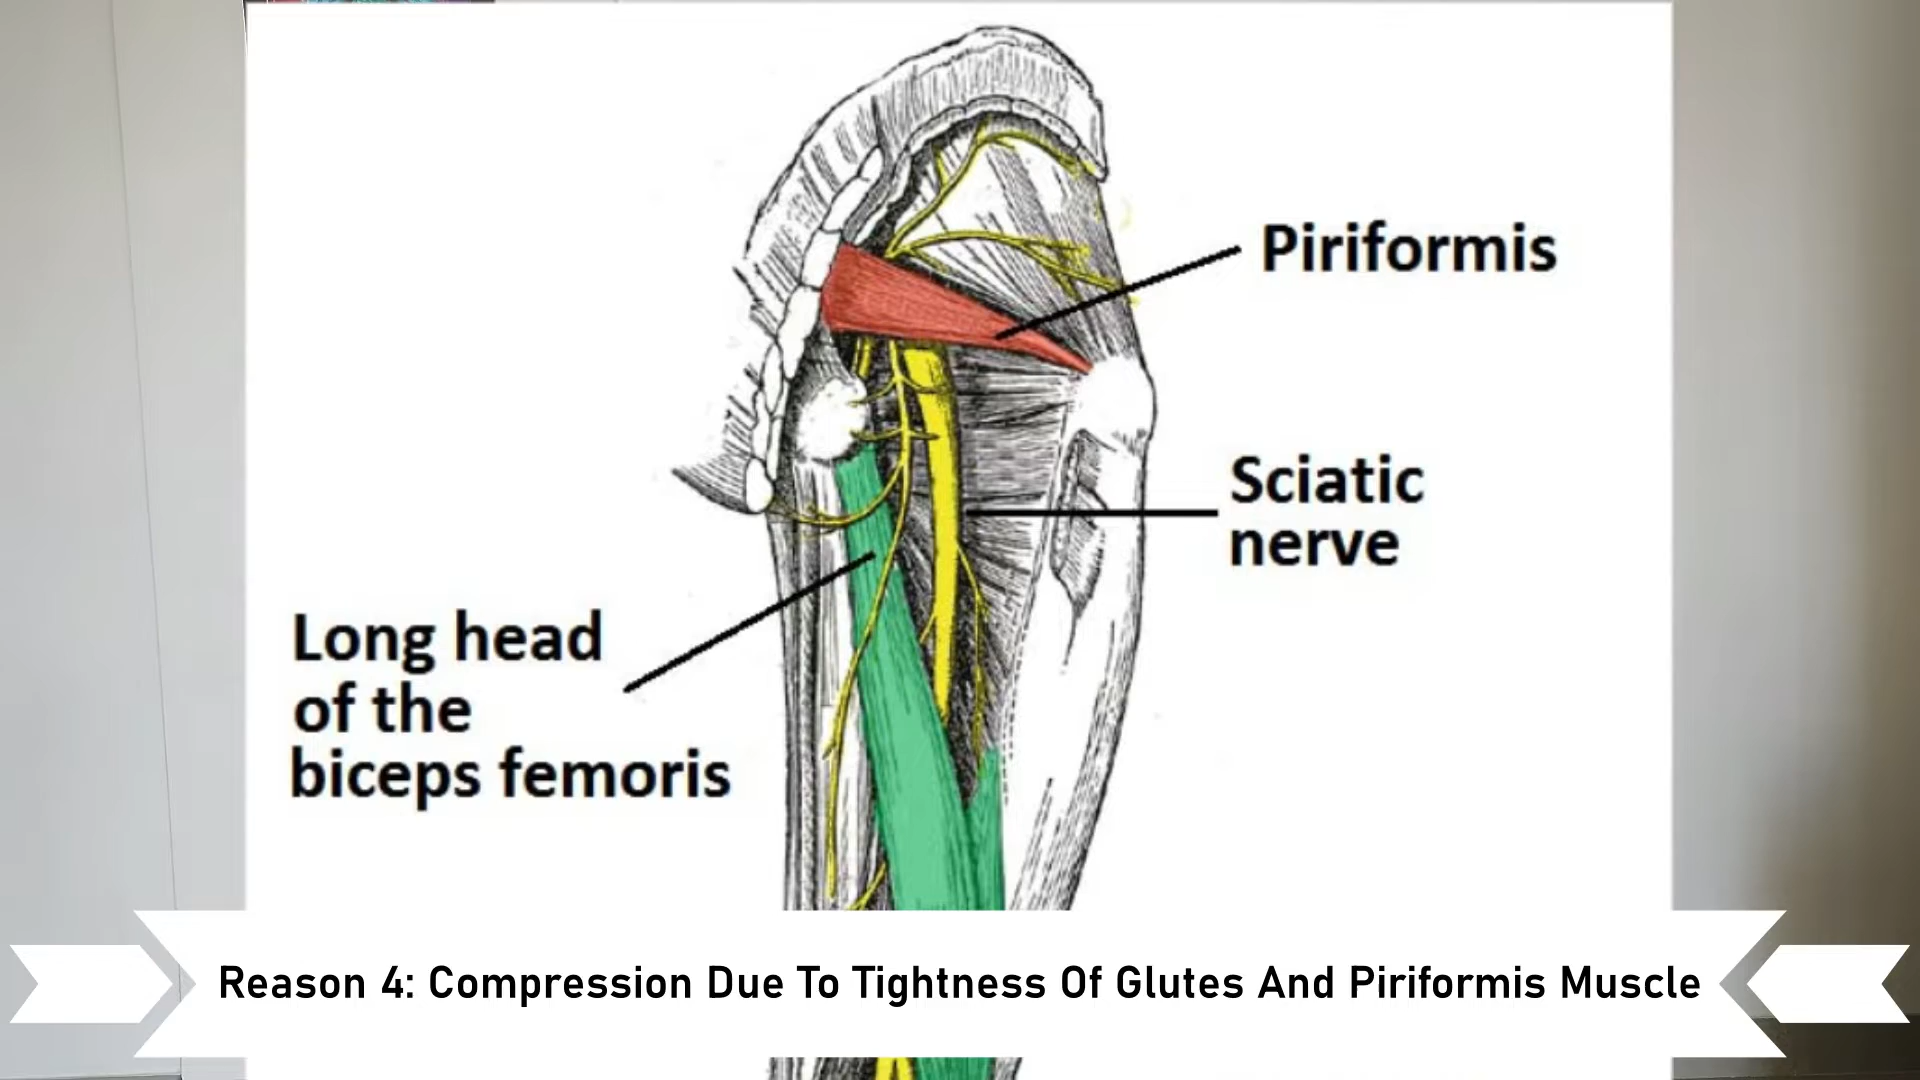 Piriformis
Sciatic
nerve
Long head
of the
biceps femoris
Reason 4: Compression Due To Tightness Of Glutes And Piriformis Muscle